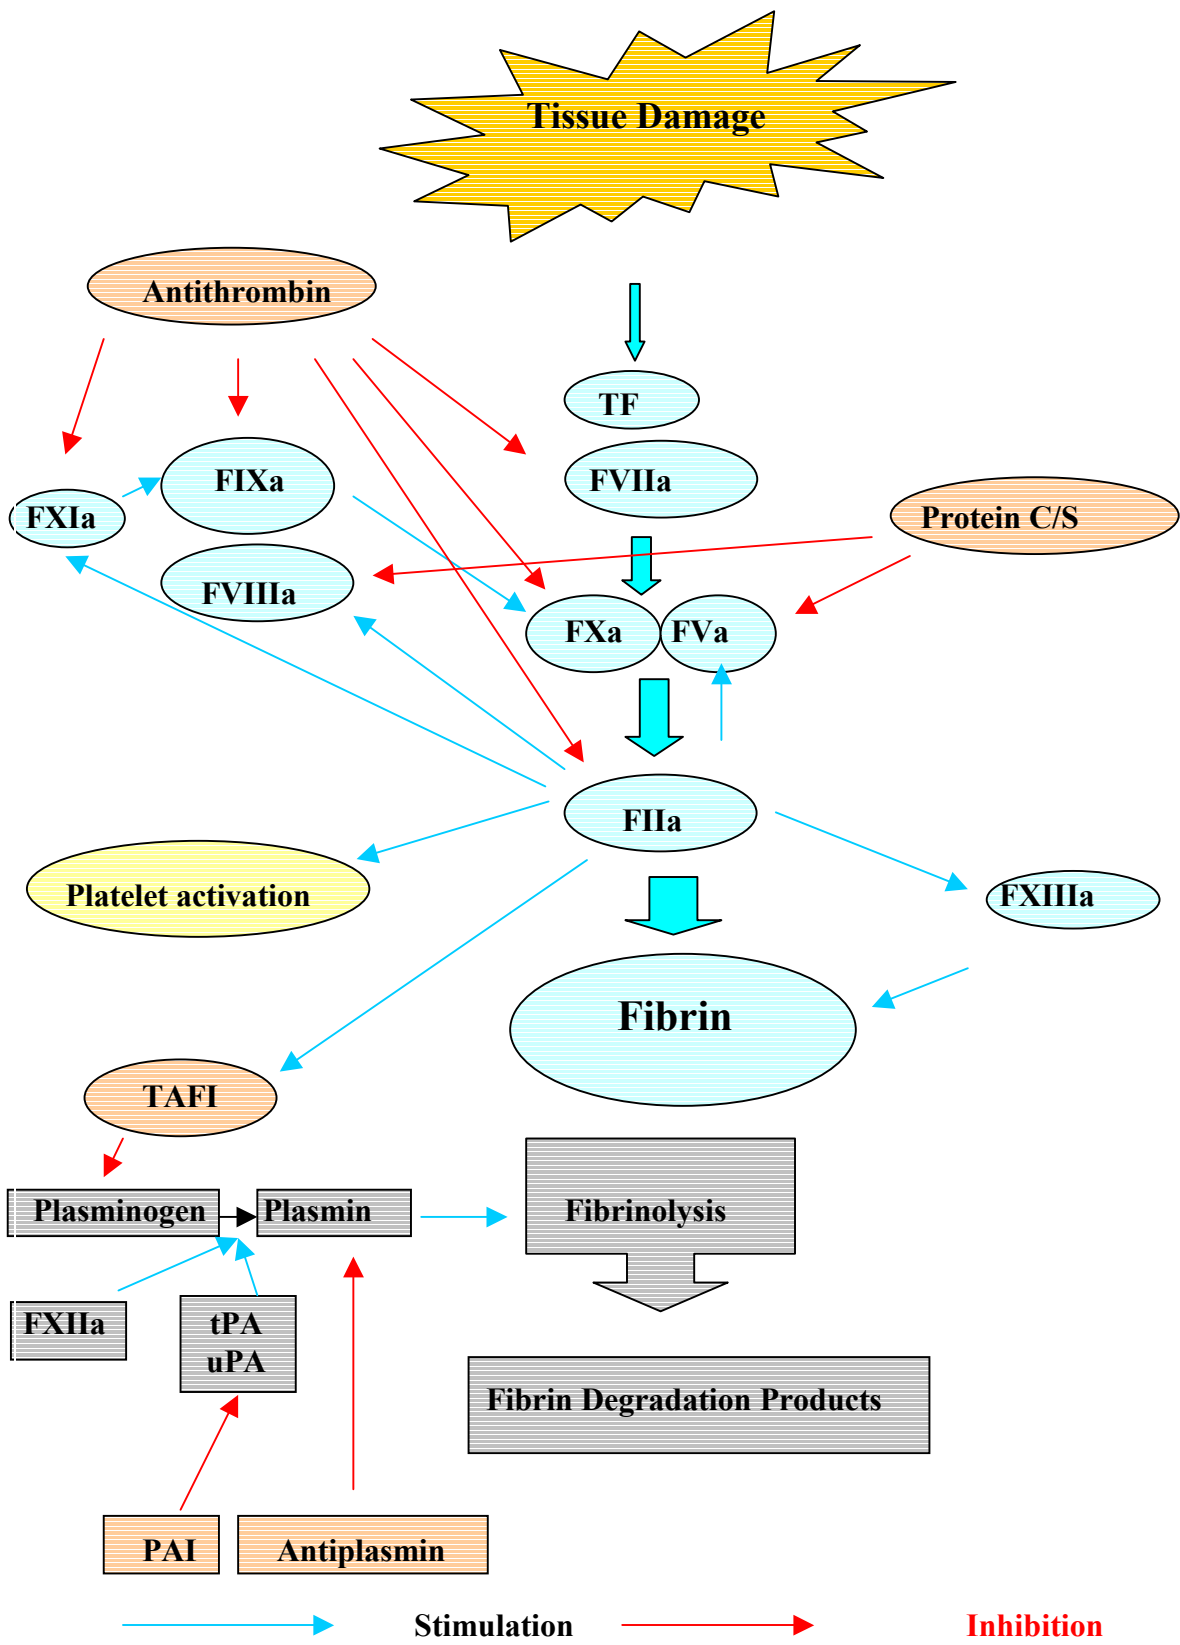 Tissue Damage
Antithrombin
TF
FIXa
FVIIa
FXIa
Protein C/S
FVIIIa
FXa
FVa
FIIa
Platelet activation
FXIIIa
Fibrin
TAFI
Plasminogen
Plasmin
Fibrinolysis
FXIIa
tPA
uPA
Fibrin Degradation Products
PAI
Antiplasmin
Stimulation
Inhibition